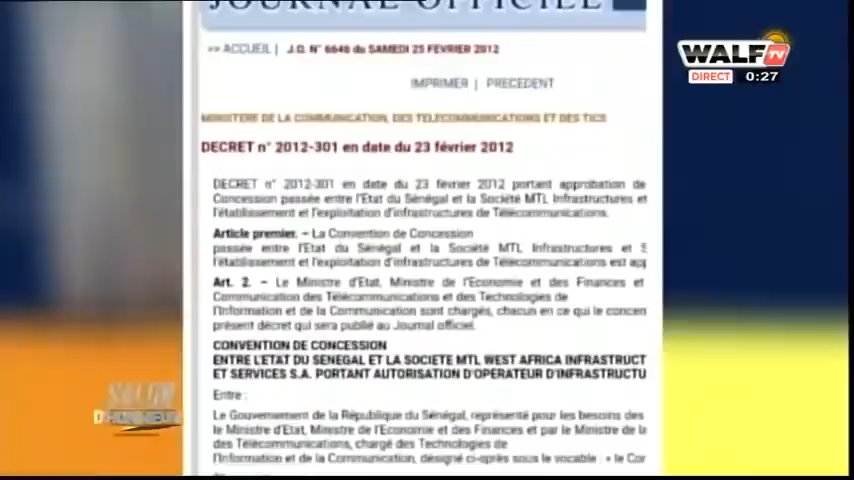 JOURNAL OFFICIEL
>> ACCUEIL | J.O. N° 6640 du SAMEDI 25 FEVRIER 2012
IMPRIMER | PRECEDENT
WALF TV
DIRECT 0:27
MINISTERE DE LA COMMUNICATION, DES TELECOMMUNICATIONS ET DES TICS
DECRET n° 2012-301 en date du 23 février 2012
DECRET n° 2012-301 en date du 23 février 2012 portant approbation de
Concession passée entre l'Etat du Sénégal et la Société MTL Infrastructures et
l'établissement et l'exploitation d'infrastructures de Télécommunications.
Article premier. – La Convention de Concession
passée entre l'Etat du Sénégal et la Société MTL Infrastructures et S
l'établissement et l'exploitation d'infrastructures de Télécommunications est app
Art. 2. – Le Ministre d'Etat, Ministre de l'Economie et des Finances et
Communication des Télécommunications et des Technologies de
l'Information et de la Communication sont chargés, chacun en ce qui le concern
présent décret qui sera publié au Journal officiel.
CONVENTION DE CONCESSION
ENTRE L'ETAT DU SENEGAL ET LA SOCIETE MTL WEST AFRICA INFRASTRUCT
ET SERVICES S.A. PORTANT AUTORISATION D'OPERATEUR D'INFRASTRUCTU
Entre :
Le Gouvernement de la République du Sénégal, représenté pour les besoins des
le Ministre d'Etat, Ministre de l'Economie et des Finances et par le Ministre de la
des Télécommunications, chargé des Technologies de
l'Information et de la Communication, désigné ci-après sous le vocable : « le Con
SALON
D'HONNEUR